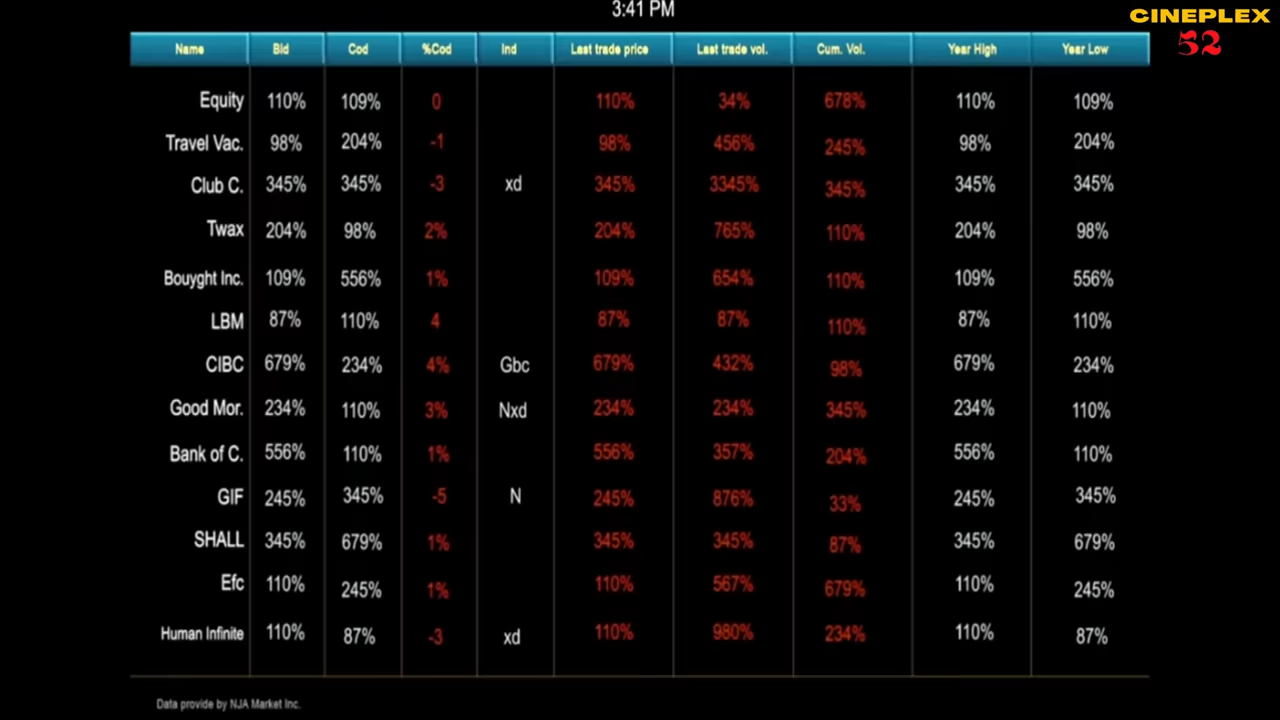 3:41 PM
CINEPLEX
52
Name Bid Cod %Cod Ind Last trade price Last trade vol. Cum. Vol. Year High Year Low
Equity 110% 109% 0 110% 34% 678% 110% 109%
Travel Vac. 98% 204% -1 98% 456% 245% 98% 204%
Club C. 345% 345% -3 xd 345% 3345% 345% 345% 345%
Twax 204% 98% 2% 204% 765% 110% 204% 98%
Bouyght Inc. 109% 556% 1% 109% 654% 110% 109% 556%
LBM 87% 110% 4 87% 87% 110% 87% 110%
CIBC 679% 234% 4% Gbc 679% 432% 98% 679% 234%
Good Mor. 234% 110% 3% Nxd 234% 234% 345% 234% 110%
Bank of C. 556% 110% 1% 556% 357% 204% 556% 110%
GIF 245% 345% -5 N 245% 876% 33% 245% 345%
SHALL 345% 679% 1% 345% 345% 87% 345% 679%
Efc 110% 245% 1% 110% 567% 679% 110% 245%
Human Infinite 110% 87% -3 xd 110% 980% 234% 110% 87%
Data provide by NJA Market Inc.